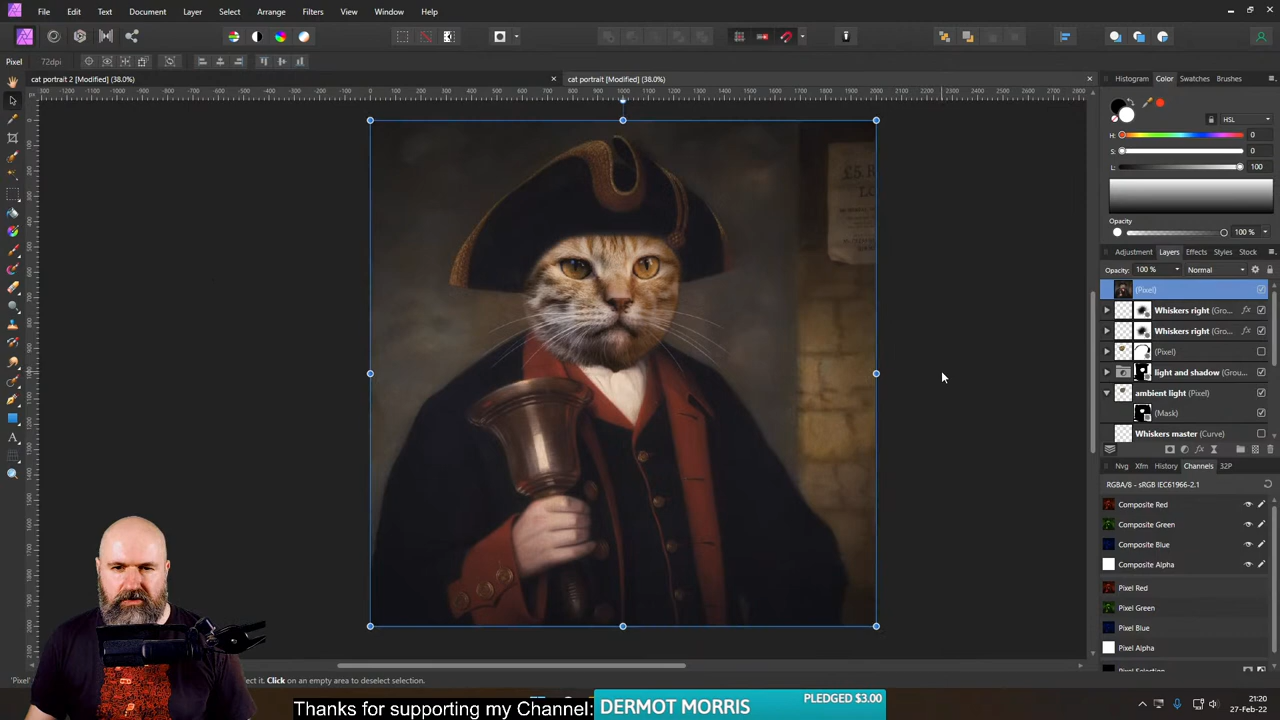 File Edit Text Document Layer Select Arrange Filters View Window Help
Pixel 72dpi
cat portrait 2 [Modified] (38.0%)
cat portrait [Modified] (38.0%)
Histogram Color Swatches Brushes
HSL
H: 0
S: 0
L: 100
Opacity
100 %
Adjustment Layers Effects Styles Stock
Opacity: 100 % Normal
(Pixel)
Whiskers right (Gro...
Whiskers right (Gro...
(Pixel)
light and shadow (Grou...
ambient light (Pixel)
(Mask)
Whiskers master (Curve)
Nvg Xfm History Channels 32P
RGBA/8 - sRGB IEC61966-2.1
Composite Red
Composite Green
Composite Blue
Composite Alpha
Pixel Red
Pixel Green
Pixel Blue
Pixel Alpha
Pixel Selection
'Pixel' ect it. Click on an empty area to deselect selection.
Thanks for supporting my Channel: DERMOT MORRIS PLEDGED $3.00
21:20
27-Feb-22